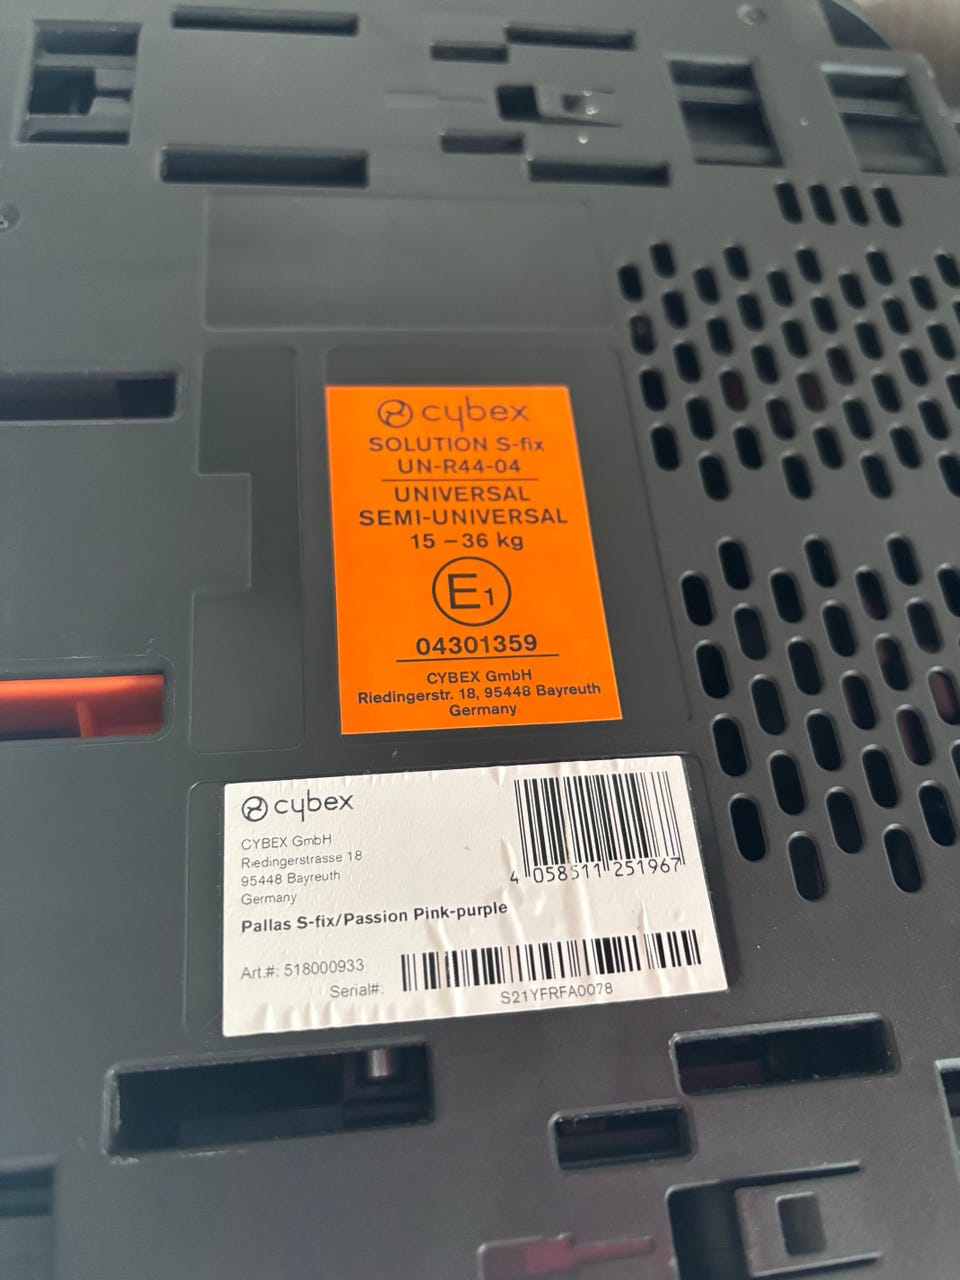 cybex
SOLUTION S-fix
UN-R44-04
UNIVERSAL
SEMI-UNIVERSAL
15 – 36 kg
E1
04301359
CYBEX GmbH
Riedingerstr. 18, 95448 Bayreuth
Germany
cybex
CYBEX GmbH
Riedingerstrasse 18
95448 Bayreuth
Germany
4 058511 251967
Pallas S-fix/Passion Pink-purple
Art.#: 518000933
Serial#:
S21YFRFA0078